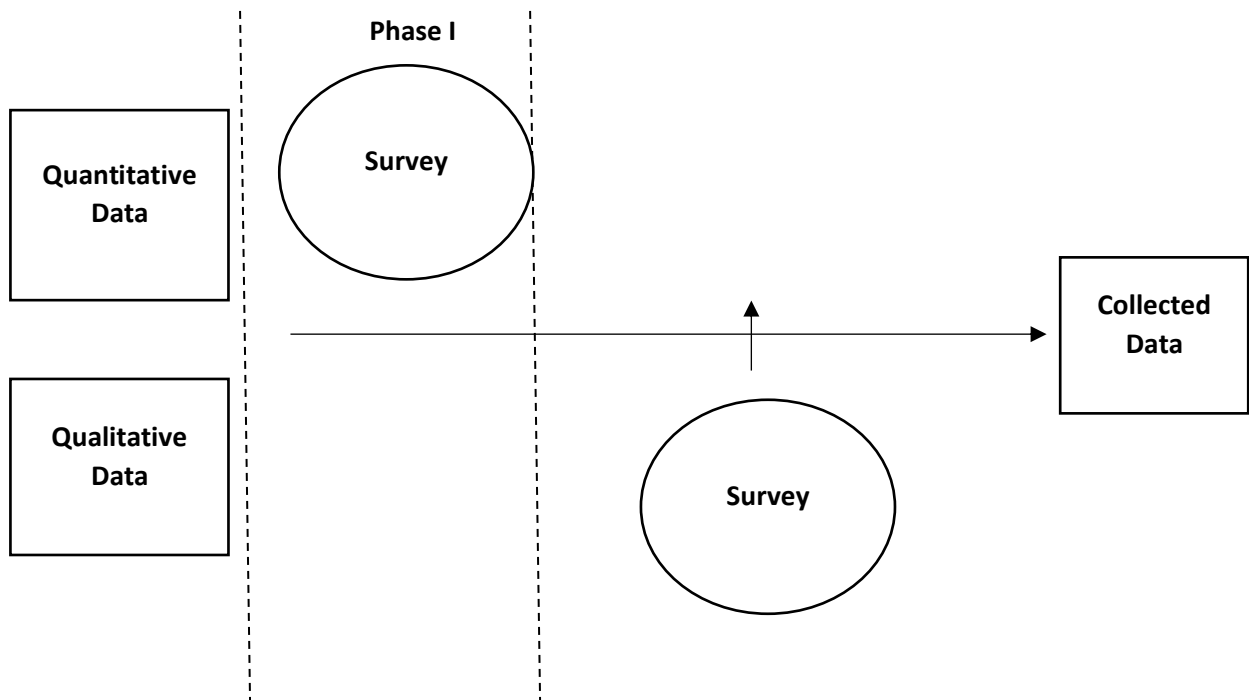 Phase I
Quantitative
Data
Survey
Collected
Data
Qualitative
Data
Survey